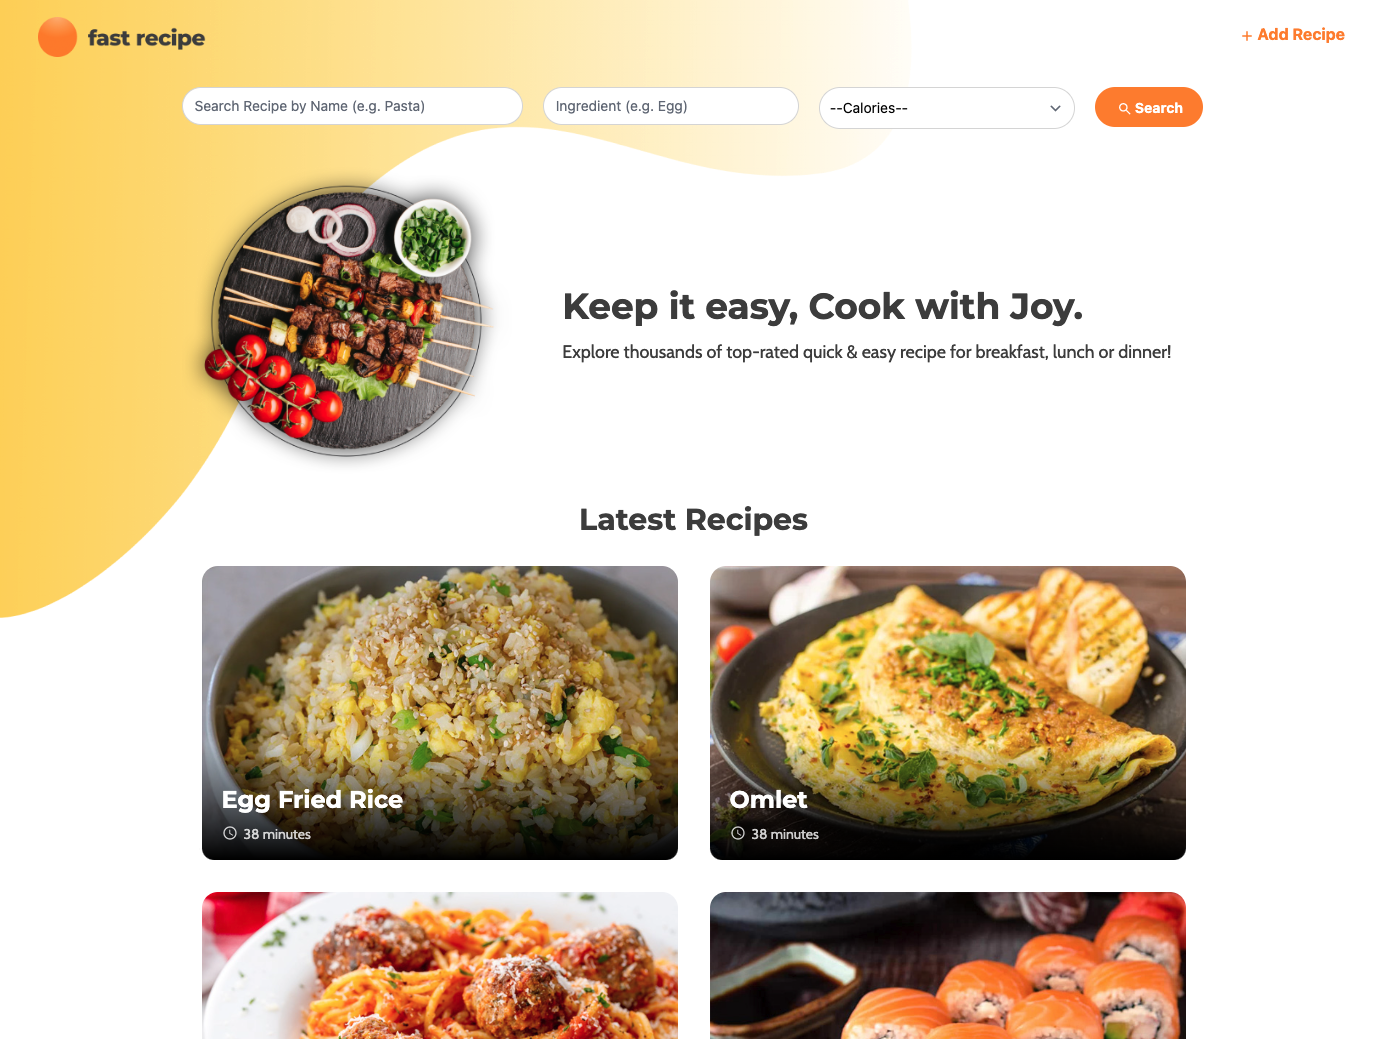 fast recipe
+ Add Recipe
Search Recipe by Name (e.g. Pasta)
Ingredient (e.g. Egg)
--Calories--
Search
Keep it easy, Cook with Joy.
Explore thousands of top-rated quick & easy recipe for breakfast, lunch or dinner!
Latest Recipes
Egg Fried Rice
38 minutes
Omlet
38 minutes